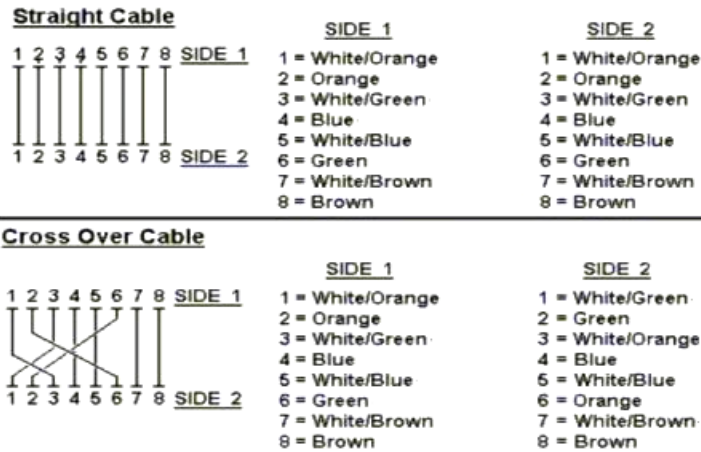 Straight Cable
1 2 3 4 5 6 7 8 SIDE 1
1 2 3 4 5 6 7 8 SIDE 2
SIDE 1
1 = White/Orange
2 = Orange
3 = White/Green
4 = Blue
5 = White/Blue
6 = Green
7 = White/Brown
8 = Brown
SIDE 2
1 = White/Orange
2 = Orange
3 = White/Green
4 = Blue
5 = White/Blue
6 = Green
7 = White/Brown
8 = Brown
Cross Over Cable
1 2 3 4 5 6 7 8 SIDE 1
1 2 3 4 5 6 7 8 SIDE 2
SIDE 1
1 = White/Orange
2 = Orange
3 = White/Green
4 = Blue
5 = White/Blue
6 = Green
7 = White/Brown
8 = Brown
SIDE 2
1 = White/Green
2 = Green
3 = White/Orange
4 = Blue
5 = White/Blue
6 = Orange
7 = White/Brown
8 = Brown